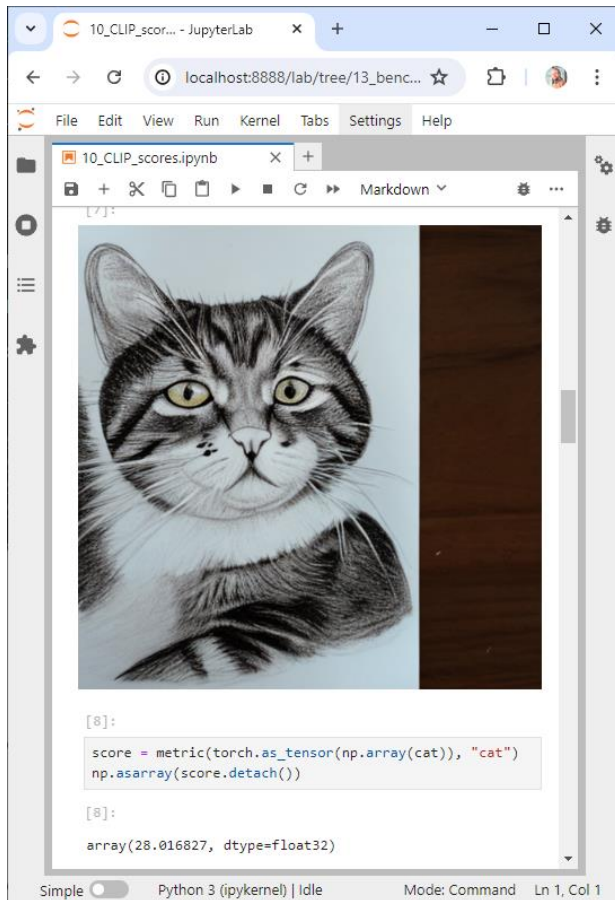 10_CLIP_scor... - JupyterLab
localhost:8888/lab/tree/13_benc...
File Edit View Run Kernel Tabs Settings Help
10_CLIP_scores.ipynb
Markdown
[7]:
[8]:
score = metric(torch.as_tensor(np.array(cat)), "cat")
np.asarray(score.detach())
[8]:
array(28.016827, dtype=float32)
Simple Python 3 (ipykernel) | Idle Mode: Command Ln 1, Col 1